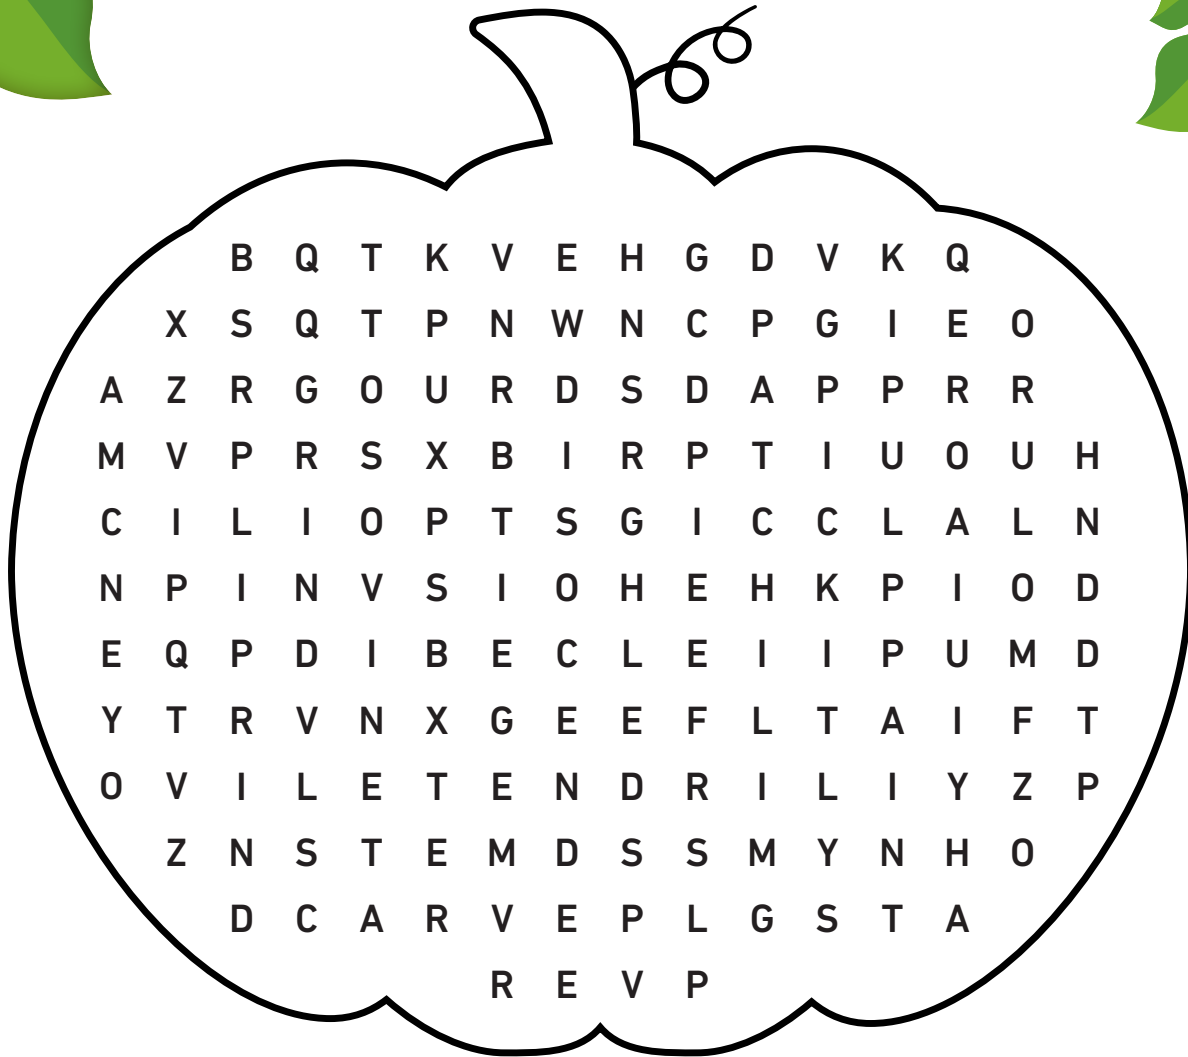 B Q T K V E H G D V K Q
X S Q T P N W N C P G I E O
A Z R G O U R D S D A P P R R
M V P R S X B I R P T I U O U H
C I L I O P T S G I C C L A L N
N P I N V S I O H E H K P I O D
E Q P D I B E C L E I I P U M D
Y T R V N X G E E F L T A I F T
O V I L E T E N D R I L I Y Z P
Z N S T E M D S S M Y N H O
D C A R V E P L G S T A
R E V P